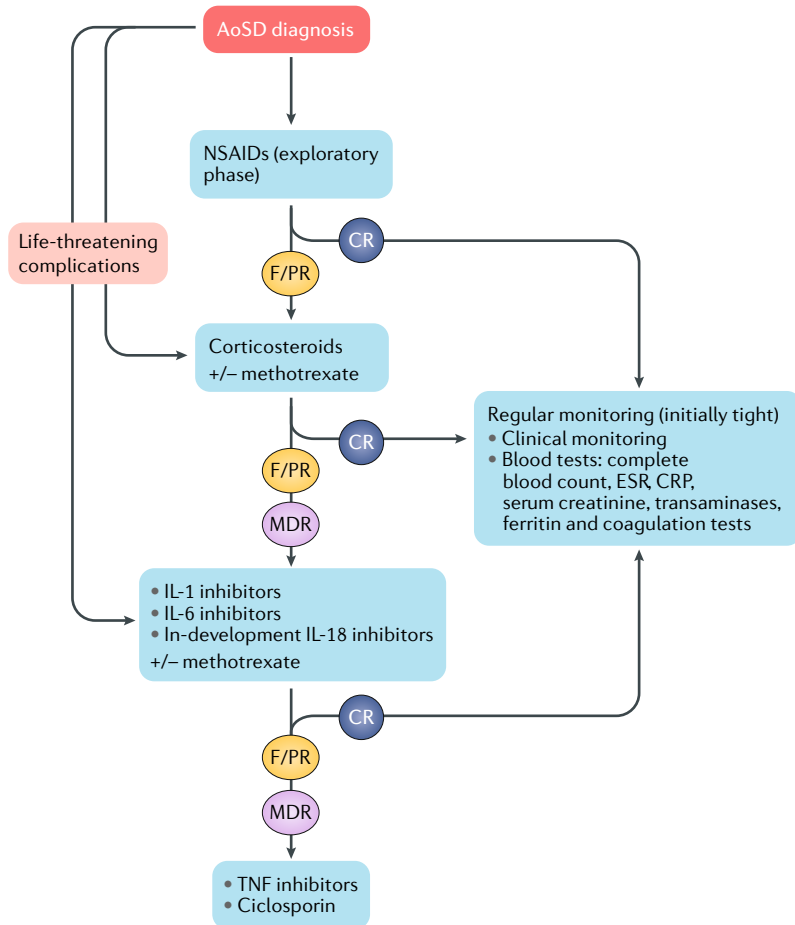 AoSD diagnosis
NSAIDs (exploratory
phase)
CR
Life-threatening
complications
F/PR
Corticosteroids
+/– methotrexate
Regular monitoring (initially tight)
• Clinical monitoring
• Blood tests: complete
blood count, ESR, CRP,
serum creatinine, transaminases,
ferritin and coagulation tests
CR
F/PR
MDR
• IL-1 inhibitors
• IL-6 inhibitors
• In-development IL-18 inhibitors
+/– methotrexate
CR
F/PR
MDR
• TNF inhibitors
• Ciclosporin